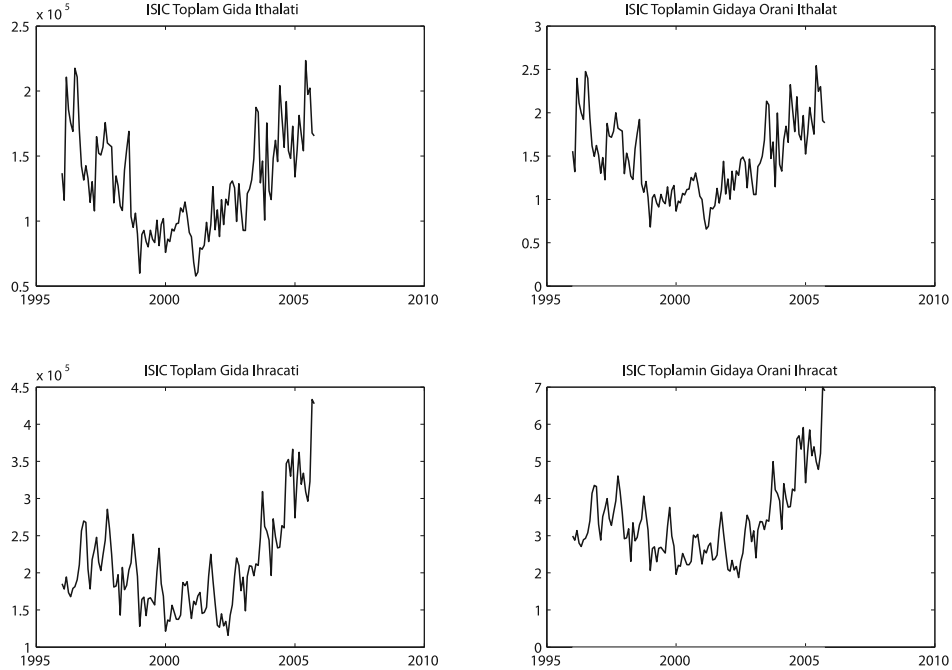 ISIC Toplam Gida Ithalati
x 10 5
2.5
2
1.5
1
0.5
1995 2000 2005 2010
ISIC Toplamin Gidaya Orani Ithalat
3
2.5
2
1.5
1
0.5
0
1995 2000 2005 2010
ISIC Toplam Gida Ihracati
x 10 5
4.5
4
3.5
3
2.5
2
1.5
1
1995 2000 2005 2010
ISIC Toplamin Gidaya Orani Ihracat
7
6
5
4
3
2
1
0
1995 2000 2005 2010